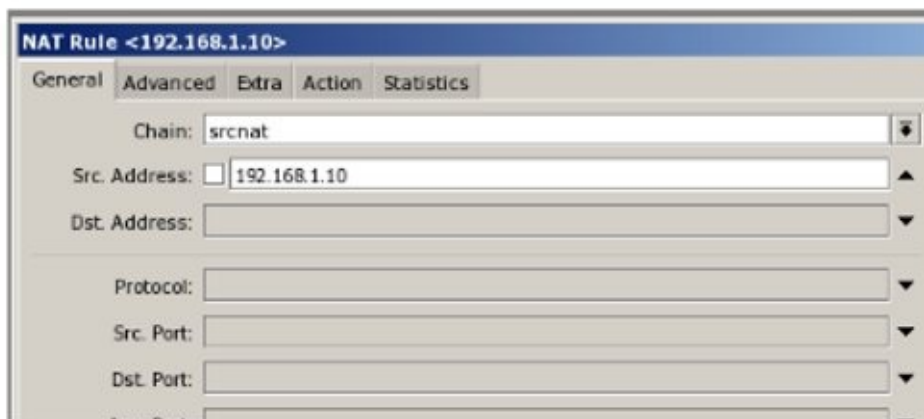 NAT Rule <192.168.1.10>
General Advanced Extra Action Statistics
Chain: srcnat
Src. Address: 192.168.1.10
Dst. Address:
Protocol:
Src. Port:
Dst. Port: